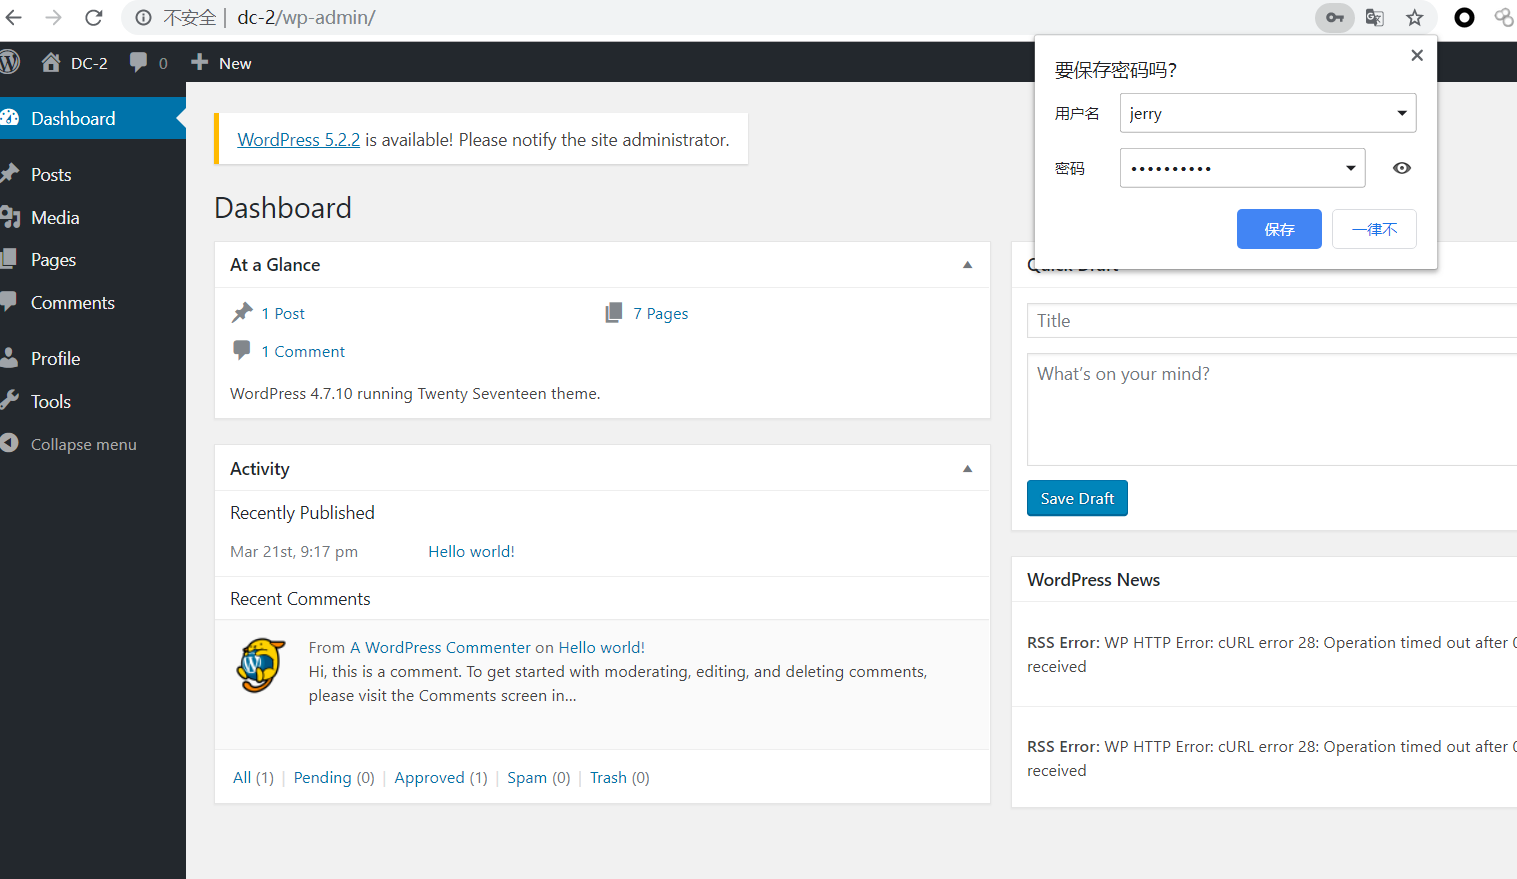 不安全 | dc-2/wp-admin/
DC-2 0 New
要保存密码吗?
用户名 jerry
密码 ••••••••••
保存 一律不
Dashboard
Posts
Media
Pages
Comments
Profile
Tools
Collapse menu
WordPress 5.2.2 is available! Please notify the site administrator.
Dashboard
At a Glance
1 Post 7 Pages
1 Comment
WordPress 4.7.10 running Twenty Seventeen theme.
Activity
Recently Published
Mar 21st, 9:17 pm Hello world!
Recent Comments
From A WordPress Commenter on Hello world!
Hi, this is a comment. To get started with moderating, editing, and deleting comments,
please visit the Comments screen in…
All (1) | Pending (0) | Approved (1) | Spam (0) | Trash (0)
Quick Draft
Title
What's on your mind?
Save Draft
WordPress News
RSS Error: WP HTTP Error: cURL error 28: Operation timed out after
received
RSS Error: WP HTTP Error: cURL error 28: Operation timed out after
received